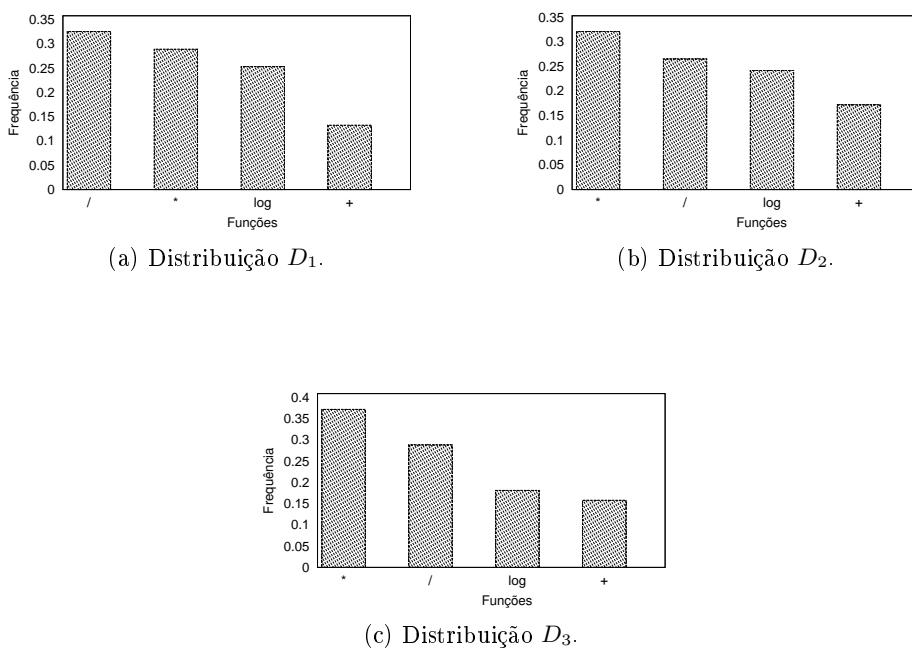 0.35
0.3
0.25
0.2
0.15
0.1
0.05
0
Frequência
/ * log +
Funções
(a) Distribuição D1.
0.35
0.3
0.25
0.2
0.15
0.1
0.05
0
Frequência
* / log +
Funções
(b) Distribuição D2.
0.4
0.35
0.3
0.25
0.2
0.15
0.1
0.05
0
Frequência
* / log +
Funções
(c) Distribuição D3.